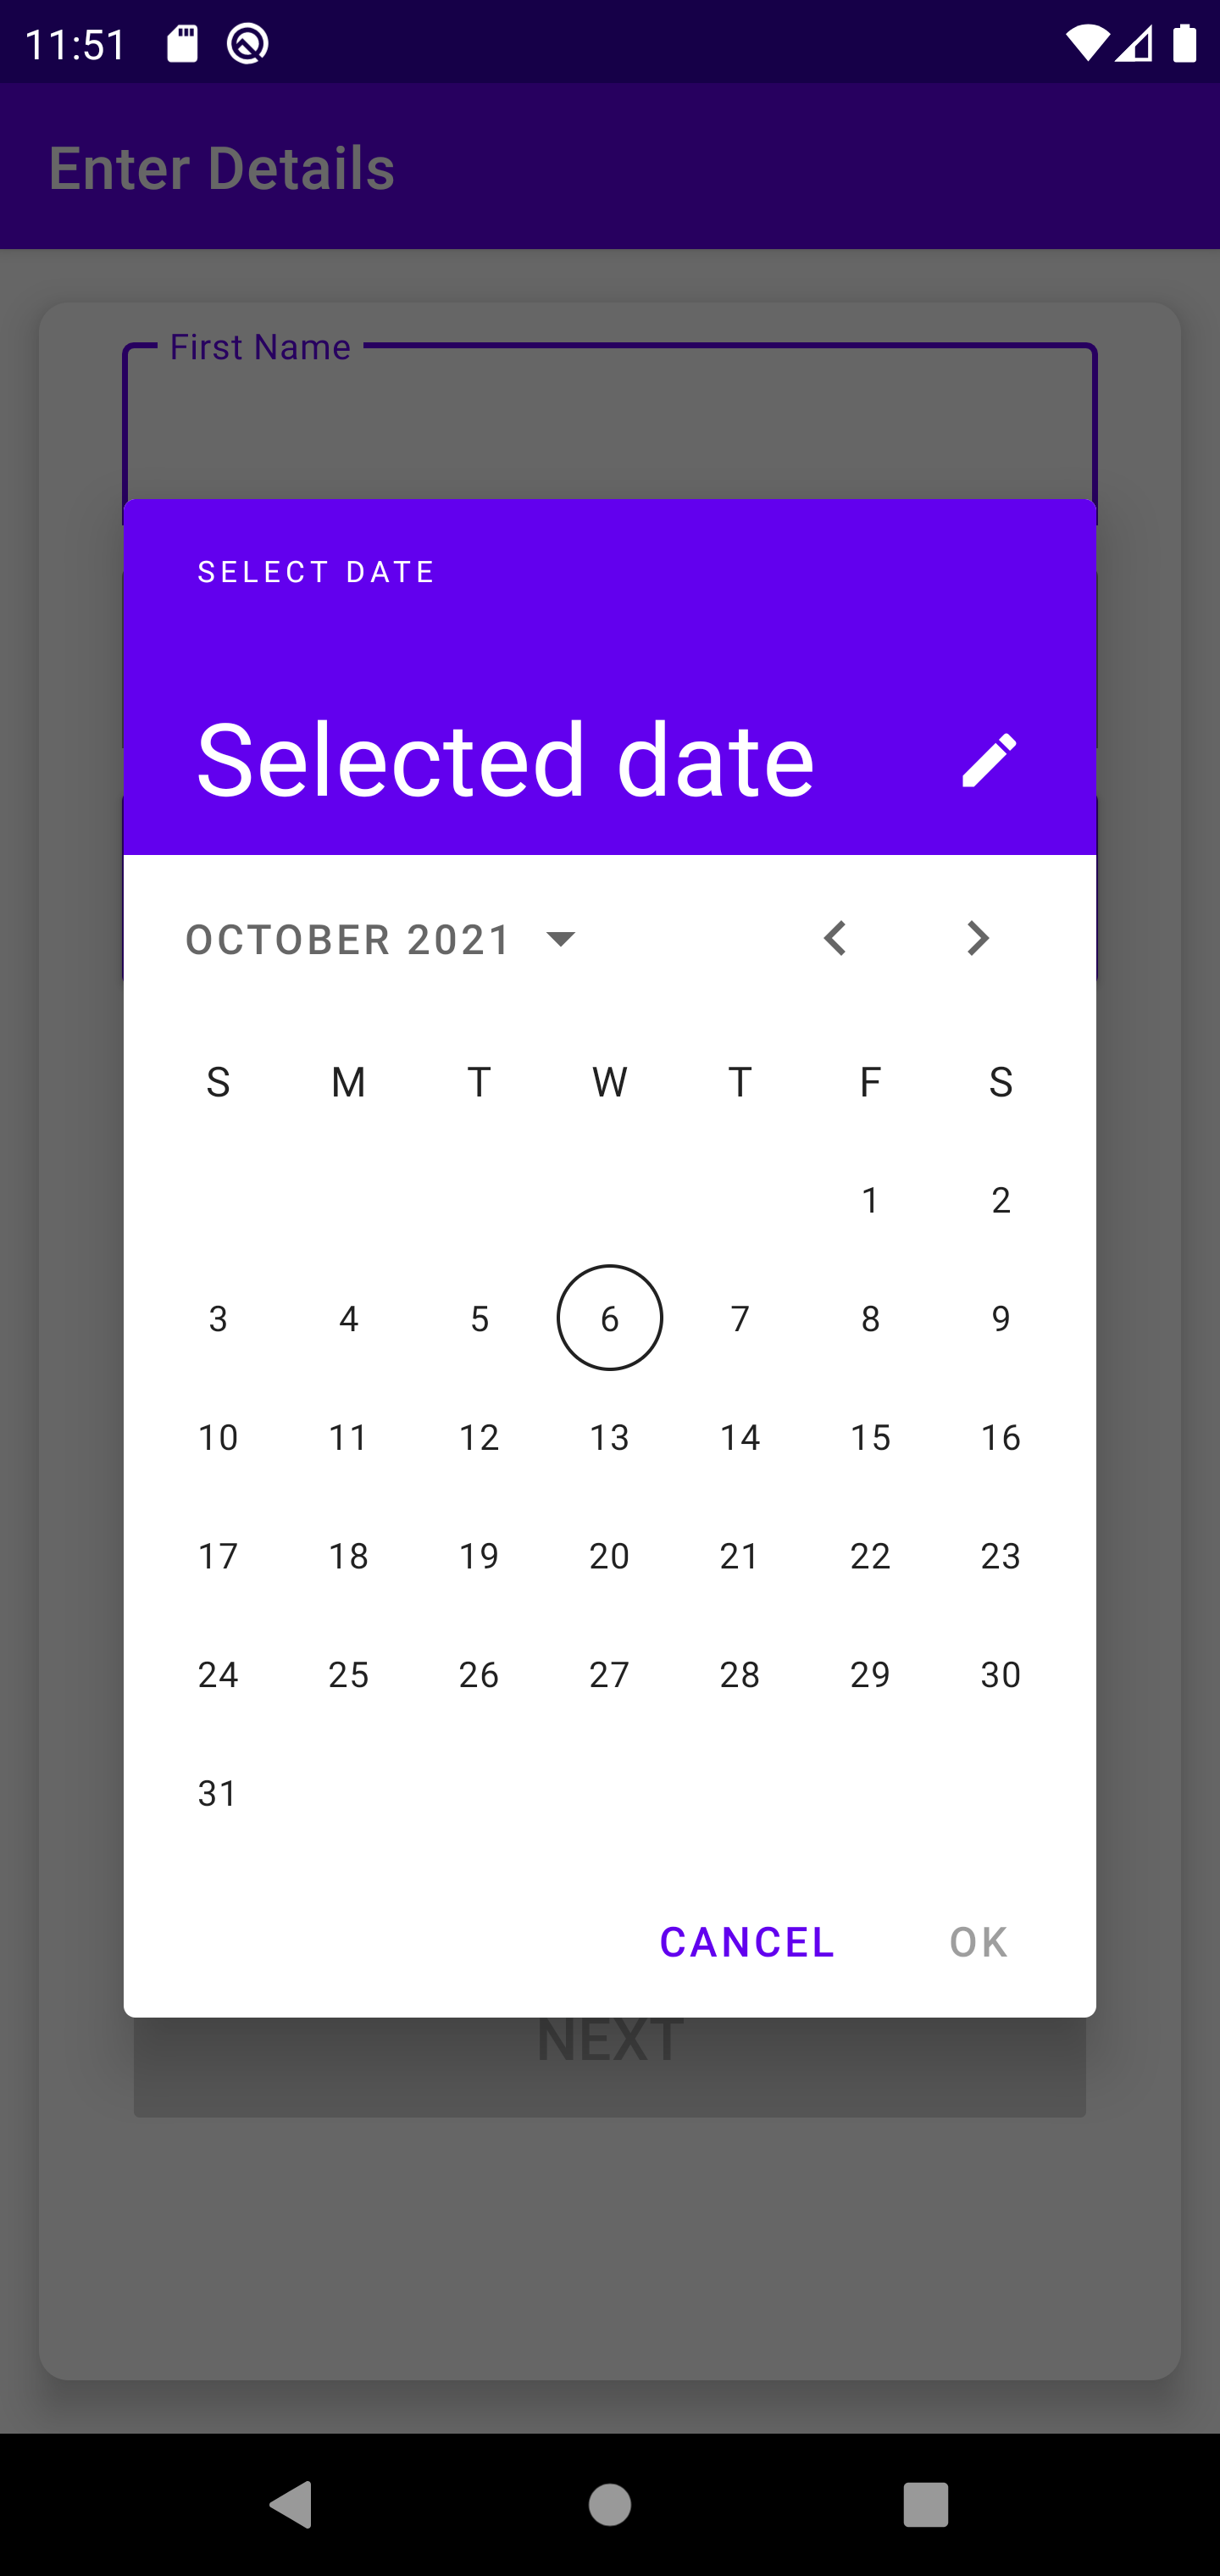 11:51
Enter Details
First Name
SELECT DATE
Selected date
OCTOBER 2021
S M T W T F S
1 2
3 4 5 6 7 8 9
10 11 12 13 14 15 16
17 18 19 20 21 22 23
24 25 26 27 28 29 30
31
CANCEL OK
NEXT